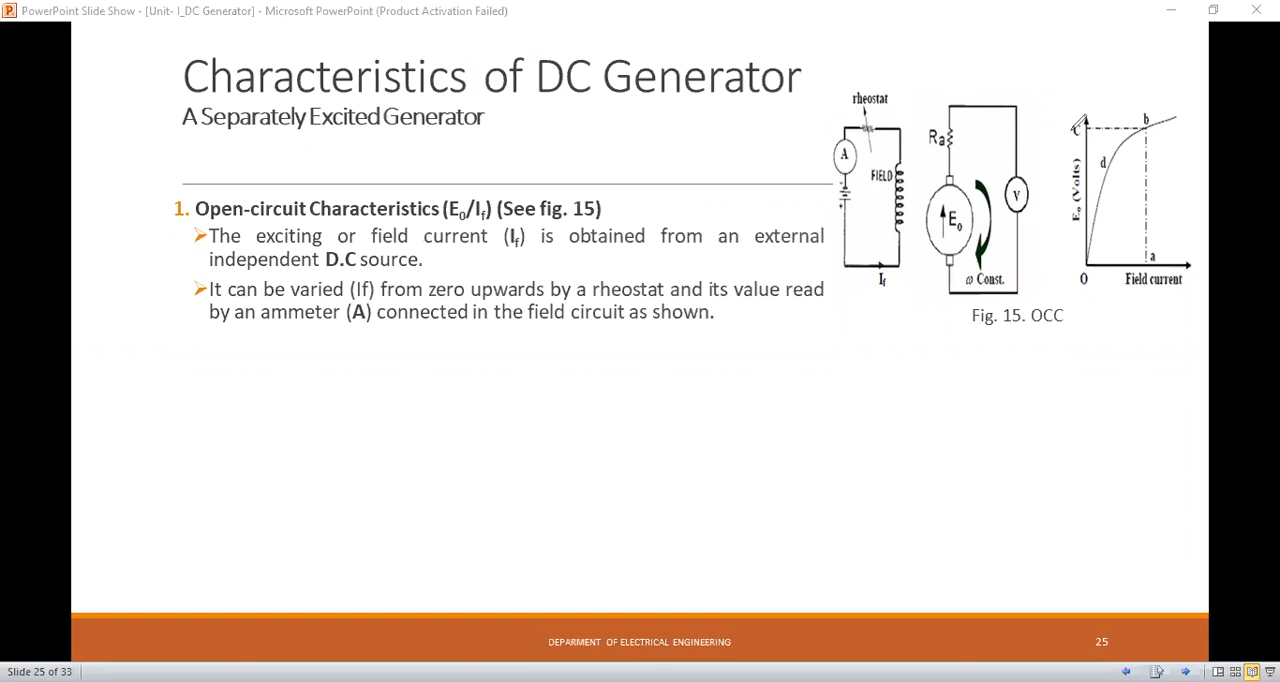 PowerPoint Slide Show - [Unit- I_DC Generator] - Microsoft PowerPoint (Product Activation Failed)
Characteristics of DC Generator
A Separately Excited Generator
1. Open-circuit Characteristics (E₀/If) (See fig. 15)
➢The exciting or field current (If) is obtained from an external
independent D.C source.
➢It can be varied (If) from zero upwards by a rheostat and its value read
by an ammeter (A) connected in the field circuit as shown.
rheostat
A
FIELD
If
Ra
E₀
V
ω Const.
E₀ (Volts)
C
b
d
a
O
Field current
Fig. 15. OCC
DEPARMENT OF ELECTRICAL ENGINEERING
25
Slide 25 of 33